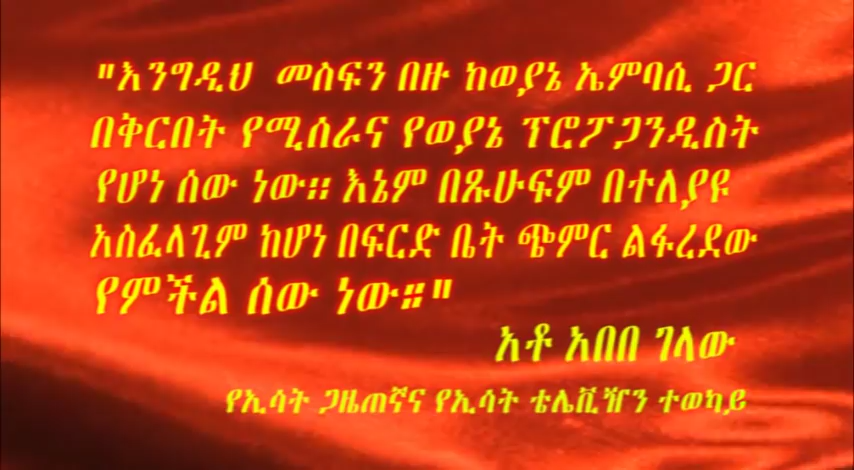 "እንግዲህ መስፍን በዙ ከወያኔ ኤምባሲ ጋር
በቅርበት የሚሰራና የወያኔ ፕሮፖጋንዲስት
የሆነ ሰው ነው። እኔም በጹሁፍም በተለያዩ
አስፈላጊም ከሆነ በፍርድ ቤት ጭምር ልፋረደው
የምችል ሰው ነው።"
አቶ አበበ ገላው
የኢሳት ጋዜጠኛና የኢሳት ቴሌቪዥን ተወካይ